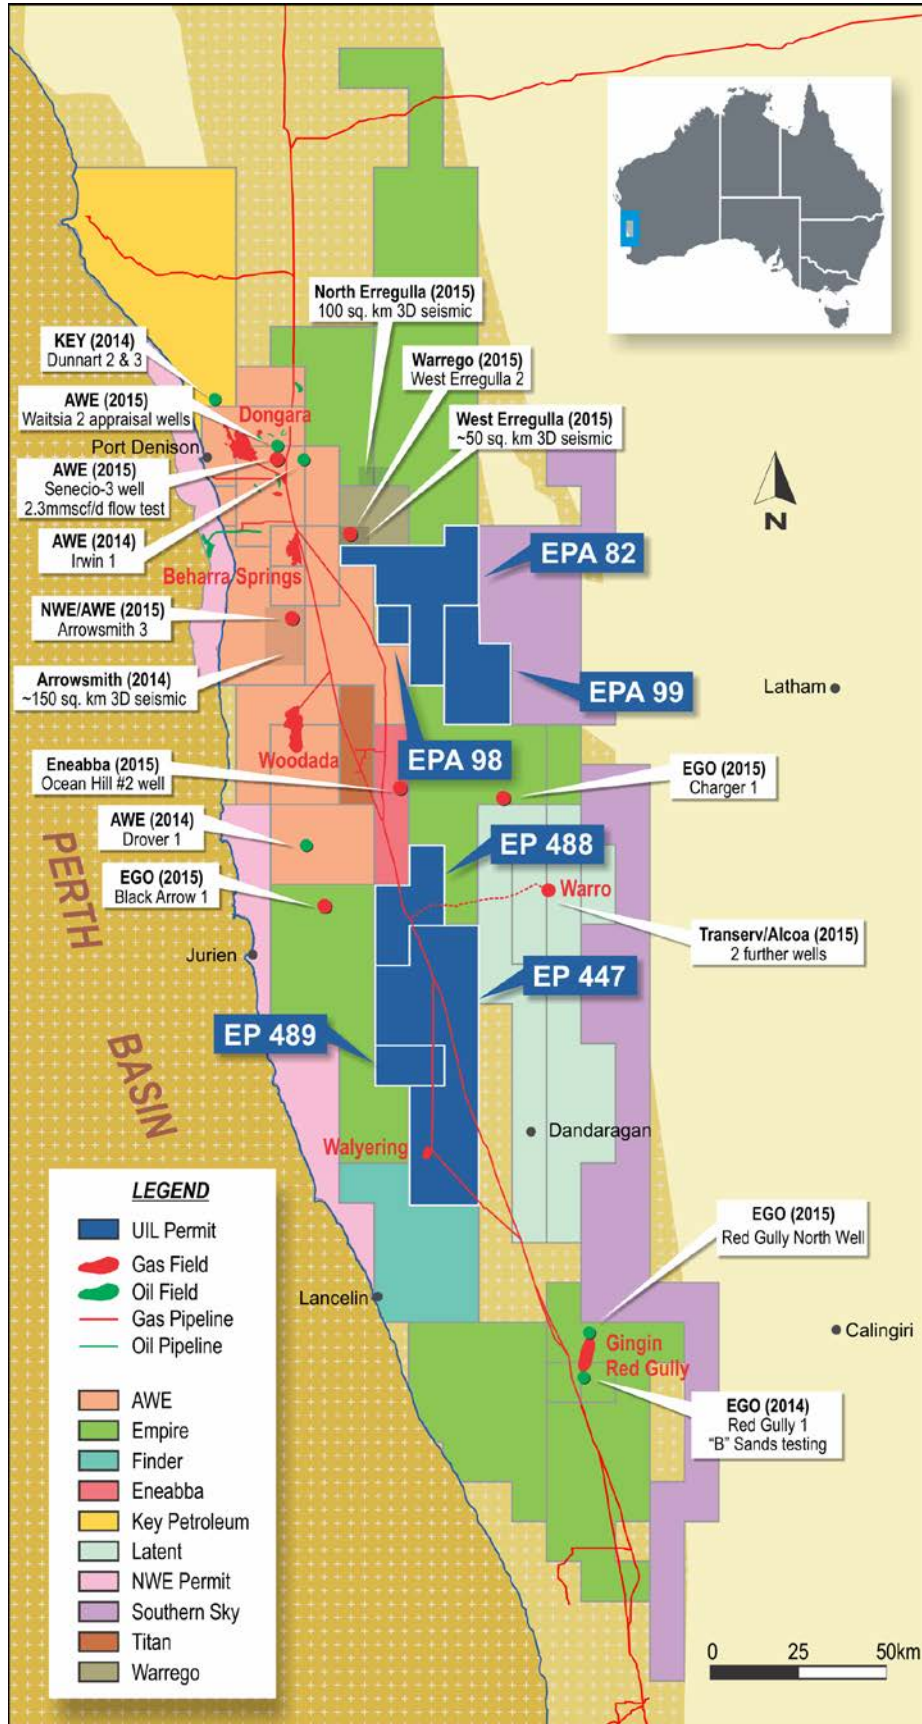 North Erregulla (2015)
100 sq. km 3D seismic
KEY (2014)
Dunnart 2 & 3
Warrego (2015)
West Erregulla 2
AWE (2015)
Waitsia 2 appraisal wells
Dongara
West Erregulla (2015)
~50 sq. km 3D seismic
Port Denison
AWE (2015)
Senecio-3 well
2.3mmscf/d flow test
N
AWE (2014)
Irwin 1
EPA 82
Beharra Springs
NWE/AWE (2015)
Arrowsmith 3
Arrowsmith (2014)
~150 sq. km 3D seismic
EPA 99
Latham
Woodada
EPA 98
Eneabba (2015)
Ocean Hill #2 well
EGO (2015)
Charger 1
AWE (2014)
Drover 1
EP 488
PERTH
BASIN
EGO (2015)
Black Arrow 1
Warro
Transerv/Alcoa (2015)
2 further wells
Jurien
EP 447
EP 489
Dandaragan
Walyering
LEGEND
UIL Permit
Gas Field
Oil Field
Gas Pipeline
Oil Pipeline
AWE
Empire
Finder
Eneabba
Key Petroleum
Latent
NWE Permit
Southern Sky
Titan
Warrego
EGO (2015)
Red Gully North Well
Lancelin
Calingiri
Gingin
Red Gully
EGO (2014)
Red Gully 1
“B” Sands testing
0 25 50km